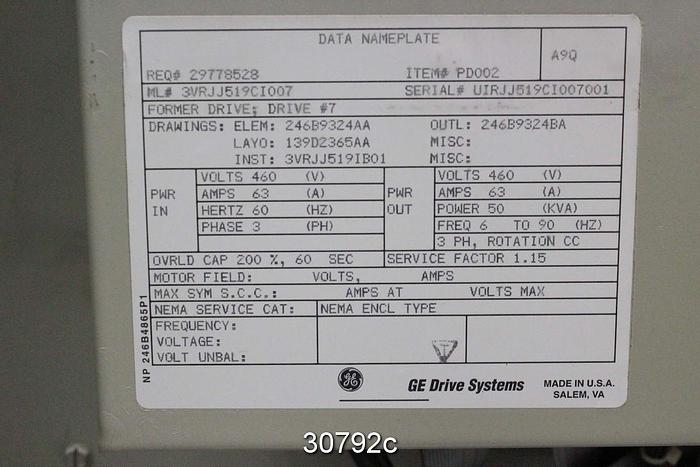 DATA NAMEPLATE
A9Q
REQ# 29778528 ITEM# PD002
ML# 3VRJJ519CI007 SERIAL# UIRJJ519CI007001
FORMER DRIVE; DRIVE #7
DRAWINGS: ELEM: 246B9324AA OUTL: 246B9324BA
LAYO: 139D2365AA MISC:
INST: 3VRJJ519IB01 MISC:
PWR IN
VOLTS 460 (V)
AMPS 63 (A)
HERTZ 60 (HZ)
PHASE 3 (PH)
PWR OUT
VOLTS 460 (V)
AMPS 63 (A)
POWER 50 (KVA)
FREQ 6 TO 90 (HZ)
3 PH, ROTATION CC
OVRLD CAP 200 %, 60 SEC SERVICE FACTOR 1.15
MOTOR FIELD: VOLTS, AMPS
MAX SYM S.C.C.: AMPS AT VOLTS MAX
NEMA SERVICE CAT: NEMA ENCL TYPE
FREQUENCY:
VOLTAGE:
VOLT UNBAL:
NP 246B4865P1
GE GE Drive Systems MADE IN U.S.A.
SALEM, VA
30792c